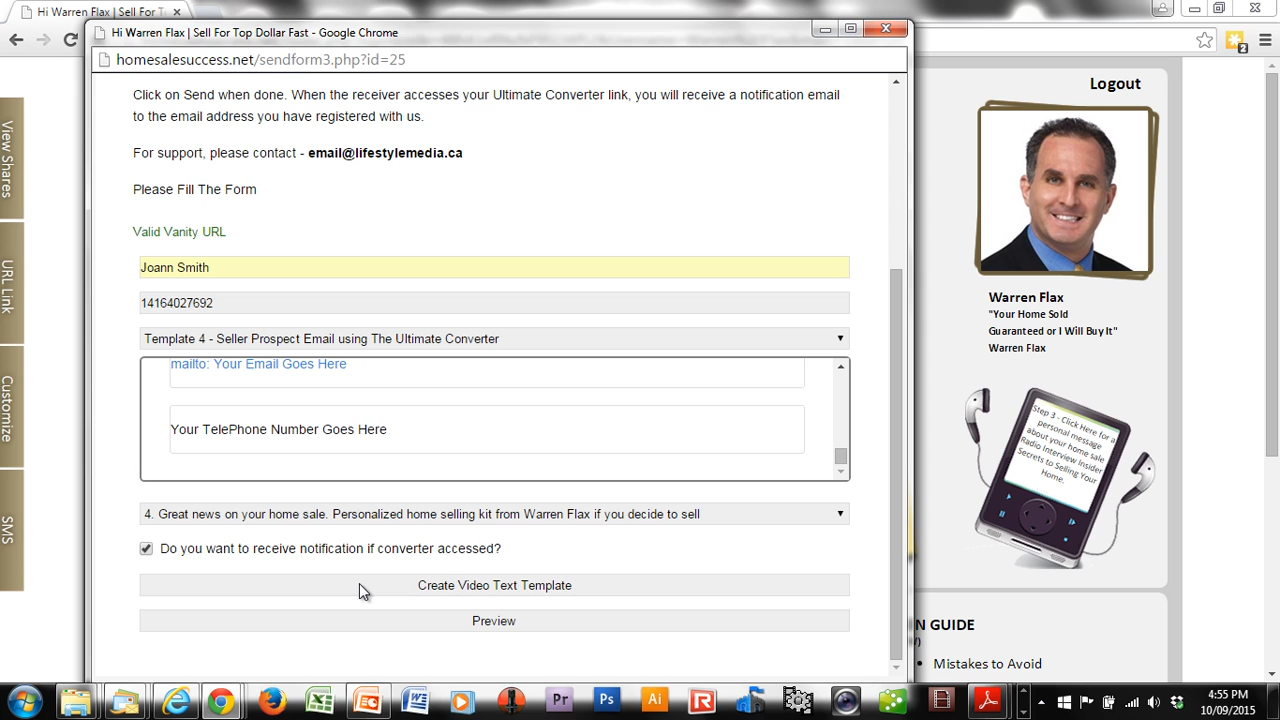 Hi Warren Flax | Sell For T
Hi Warren Flax | Sell For Top Dollar Fast - Google Chrome
homesalesuccess.net/sendform3.php?id=25
Click on Send when done. When the receiver accesses your Ultimate Converter link, you will receive a notification email
to the email address you have registered with us.
For support, please contact - email@lifestylemedia.ca
Please Fill The Form
Valid Vanity URL
Joann Smith
14164027692
Template 4 - Seller Prospect Email using The Ultimate Converter
mailto: Your Email Goes Here
Your TelePhone Number Goes Here
4. Great news on your home sale. Personalized home selling kit from Warren Flax if you decide to sell
Do you want to receive notification if converter accessed?
Create Video Text Template
Preview
View Shares
URL Link
Customize
SMS
2
Logout
Warren Flax
"Your Home Sold
Guaranteed or I Will Buy It"
Warren Flax
Step 3 - Click Here for a
personal message
about your home sale
Radio Interview Insider
Secrets to Selling Your
Home.
N GUIDE
Mistakes to Avoid
Pr
Ps
Ai
R
4:55 PM
10/09/2015